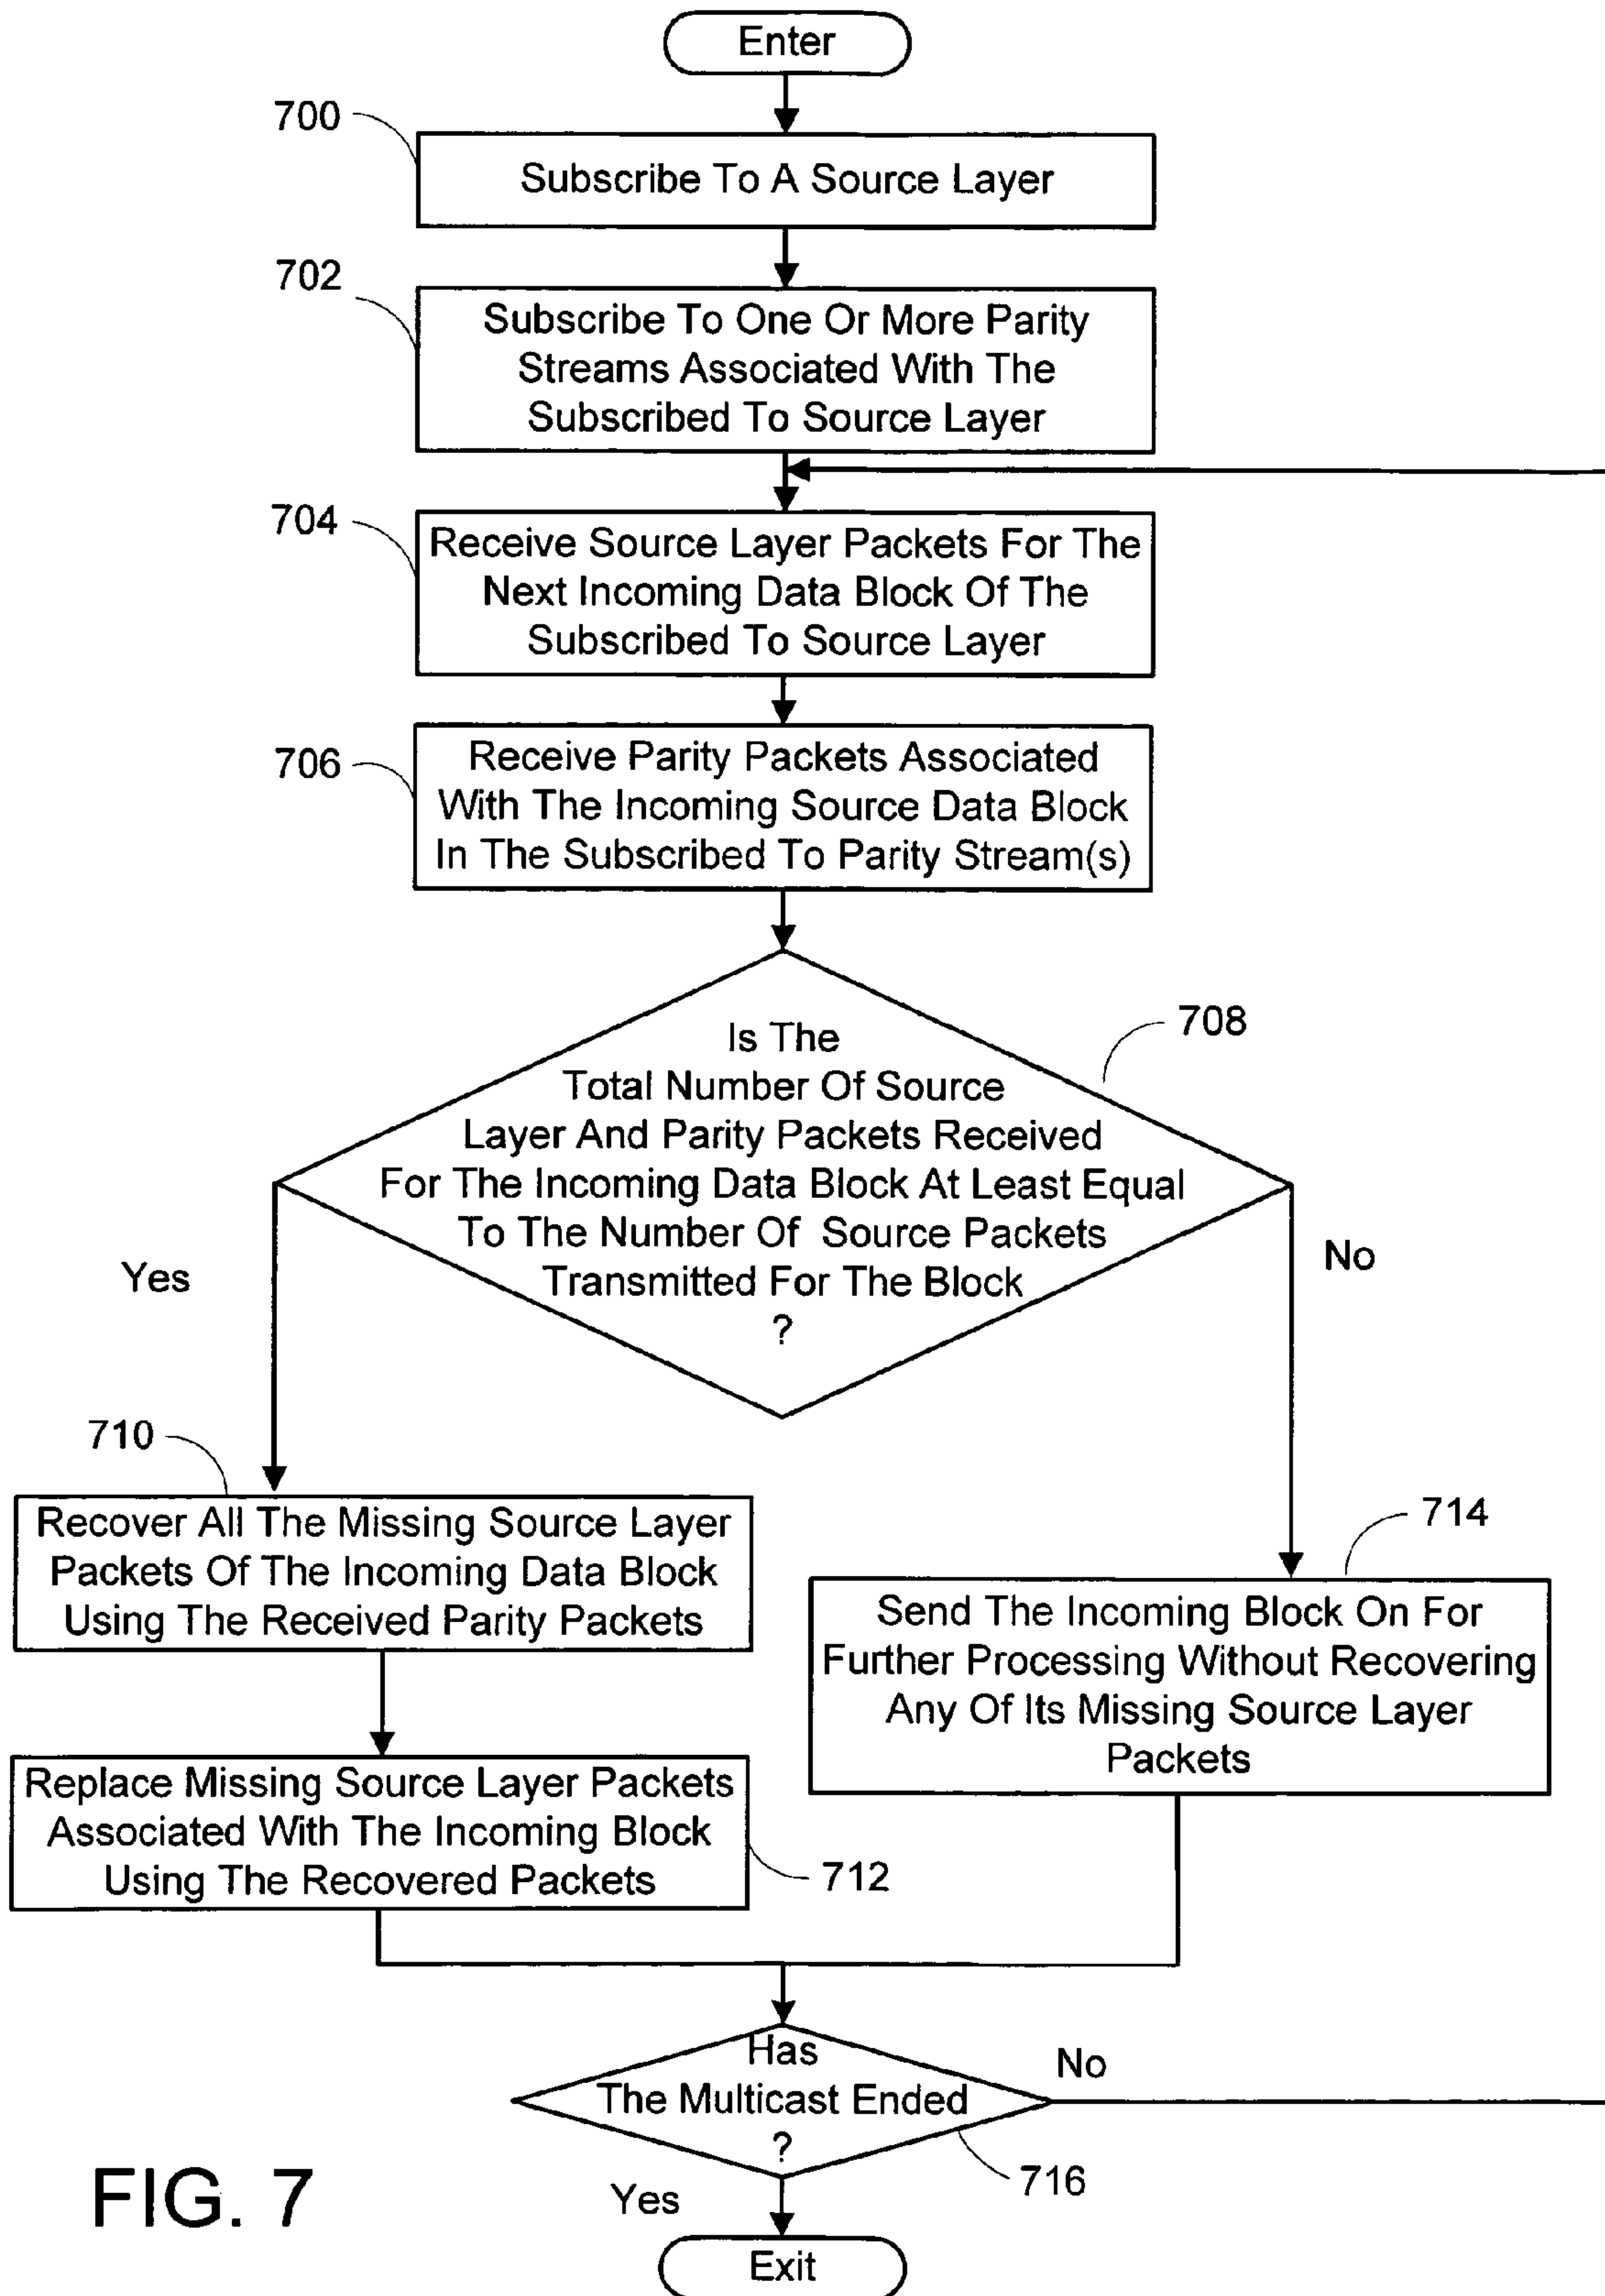 Enter
700
Subscribe To A Source Layer
702
Subscribe To One Or More Parity
Streams Associated With The
Subscribed To Source Layer
704
Receive Source Layer Packets For The
Next Incoming Data Block Of The
Subscribed To Source Layer
706
Receive Parity Packets Associated
With The Incoming Source Data Block
In The Subscribed To Parity Stream(s)
708
Is The
Total Number Of Source
Layer And Parity Packets Received
For The Incoming Data Block At Least Equal
To The Number Of Source Packets
Transmitted For The Block
?
Yes
No
710
Recover All The Missing Source Layer
Packets Of The Incoming Data Block
Using The Received Parity Packets
714
Send The Incoming Block On For
Further Processing Without Recovering
Any Of Its Missing Source Layer
Packets
Replace Missing Source Layer Packets
Associated With The Incoming Block
Using The Recovered Packets
712
Has
The Multicast Ended
?
No
716
Yes
Exit
FIG. 7